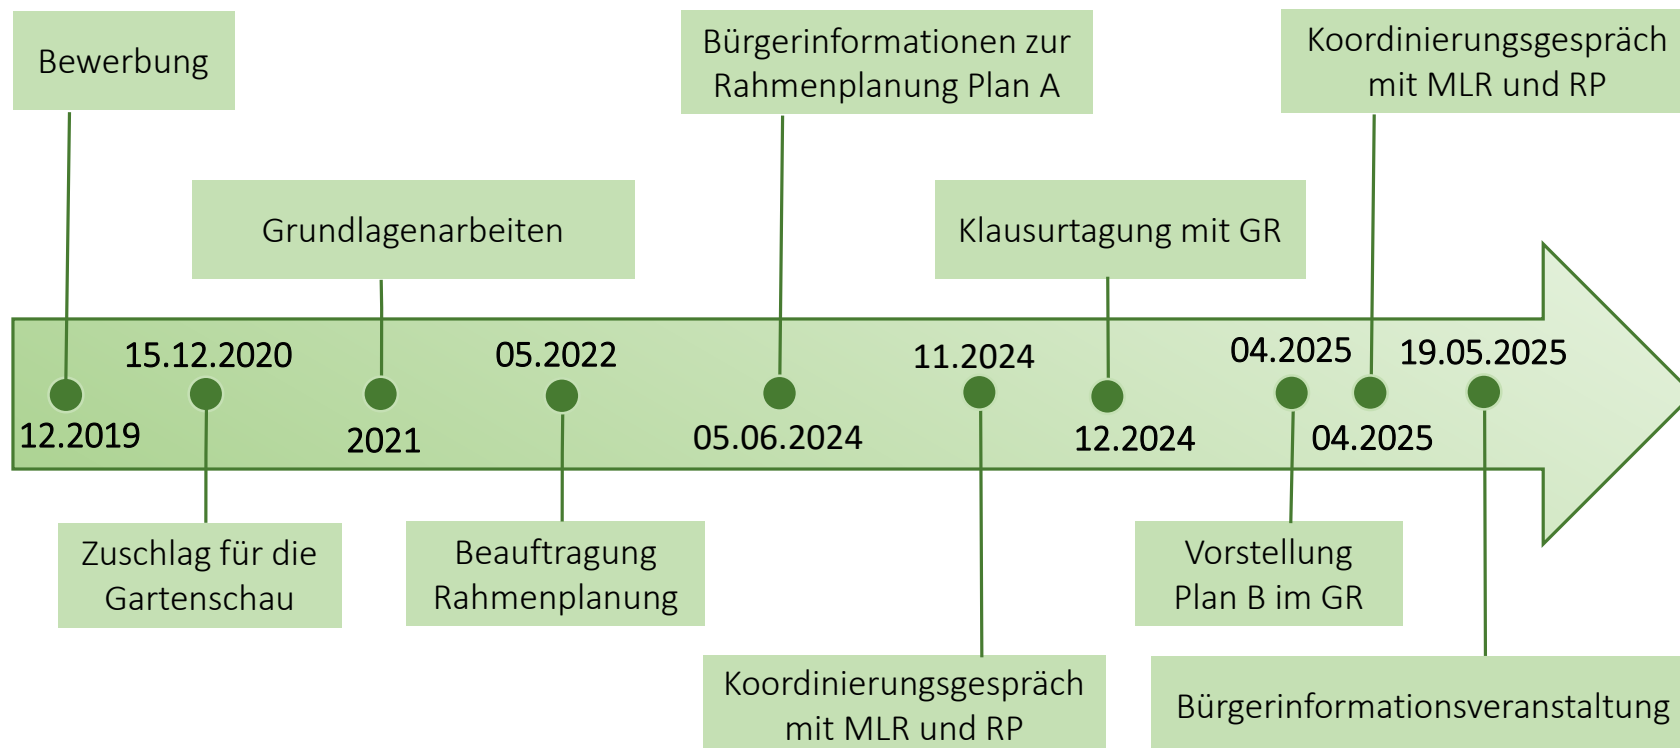 Bewerbung
12.2019
15.12.2020
Zuschlag für die
Gartenschau
Grundlagenarbeiten
2021
05.2022
Beauftragung
Rahmenplanung
Bürgerinformationen zur
Rahmenplanung Plan A
05.06.2024
11.2024
Koordinierungsgespräch
mit MLR und RP
Klausurtagung mit GR
12.2024
04.2025
Vorstellung
Plan B im GR
Koordinierungsgespräch
mit MLR und RP
04.2025
19.05.2025
Bürgerinformationsveranstaltung